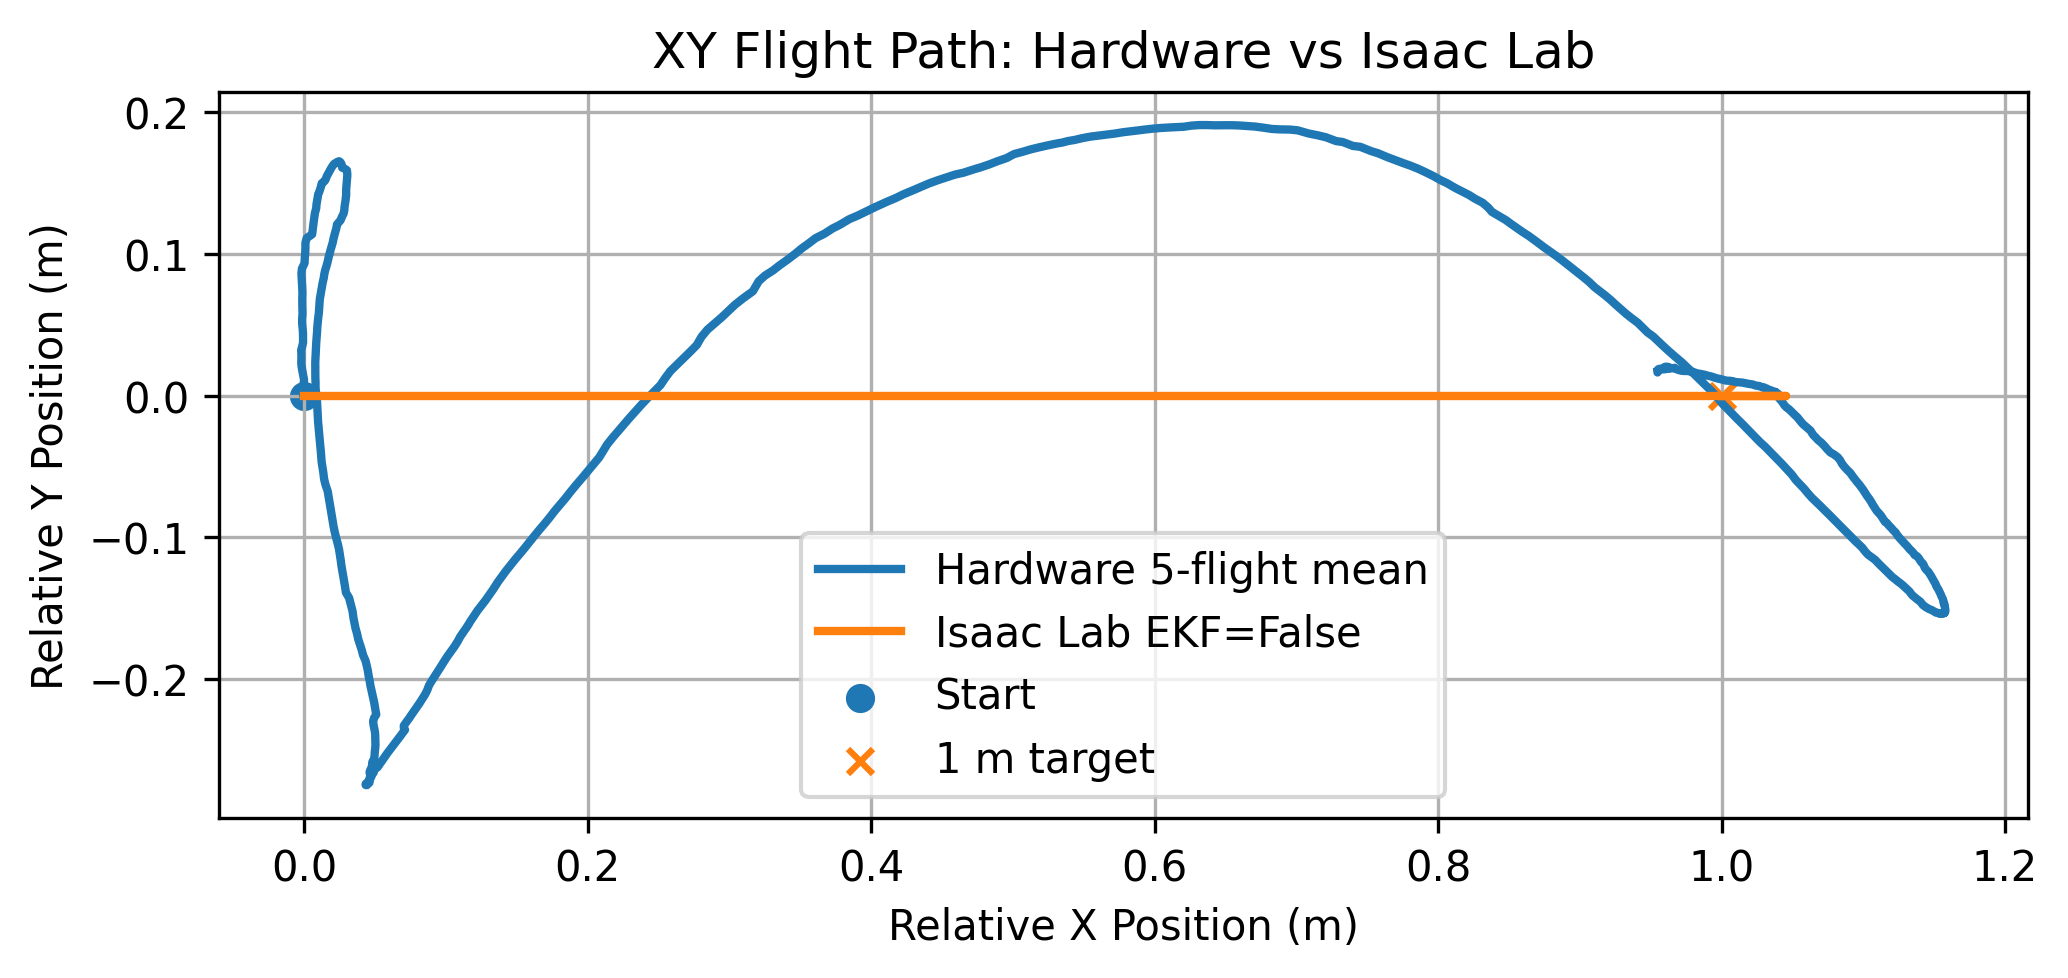 XY Flight Path: Hardware vs Isaac Lab
Relative Y Position (m)
0.2
0.1
0.0
−0.1
−0.2
Hardware 5-flight mean
Isaac Lab EKF=False
Start
1 m target
0.0 0.2 0.4 0.6 0.8 1.0 1.2
Relative X Position (m)